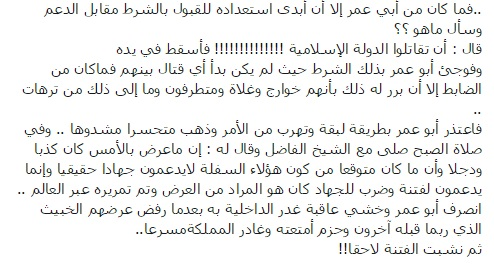 ..فما كان من أبي عمر إلا أن أبدى استعداده للقبول بالشرط مقابل الدعم
وسأل ماهو ؟؟
قال : أن تقاتلوا الدولة الإسلامية !!!!!!!!!!!!!! فأسقط في يده
وفوجئ أبو عمر بذلك الشرط حيث لم يكن بدأ أي قتال بينهم فماكان من
الضابط إلا أن برر له ذلك بأنهم خوارج وغلاة ومتطرفون وما إلى ذلك من ترهات
..
فاعتذر أبو عمر بطريقة لبقة وتهرب من الأمر وذهب متحسرا مشدوها .. وفي
صلاة الصبح صلى مع الشيخ الفاضل وقال له : إن ماعرض بالأمس كان كذبا
ودجلا وأن ما كان متوقعا من كون هؤلاء السفلة لايدعمون جهادا حقيقيا وإنما
يدعمون لفتنة وضرب للجهاد كان هو المراد من العرض وتم تمريره عبر العالم ..
انصرف أبو عمر وخشي عاقبة غدر الداخلية به بعدما رفض عرضهم الخبيث
الذي ربما قبله آخرون وحزم أمتعته وغادر المملكةمسرعا..
ثم نشبت الفتنة لاحقا!!